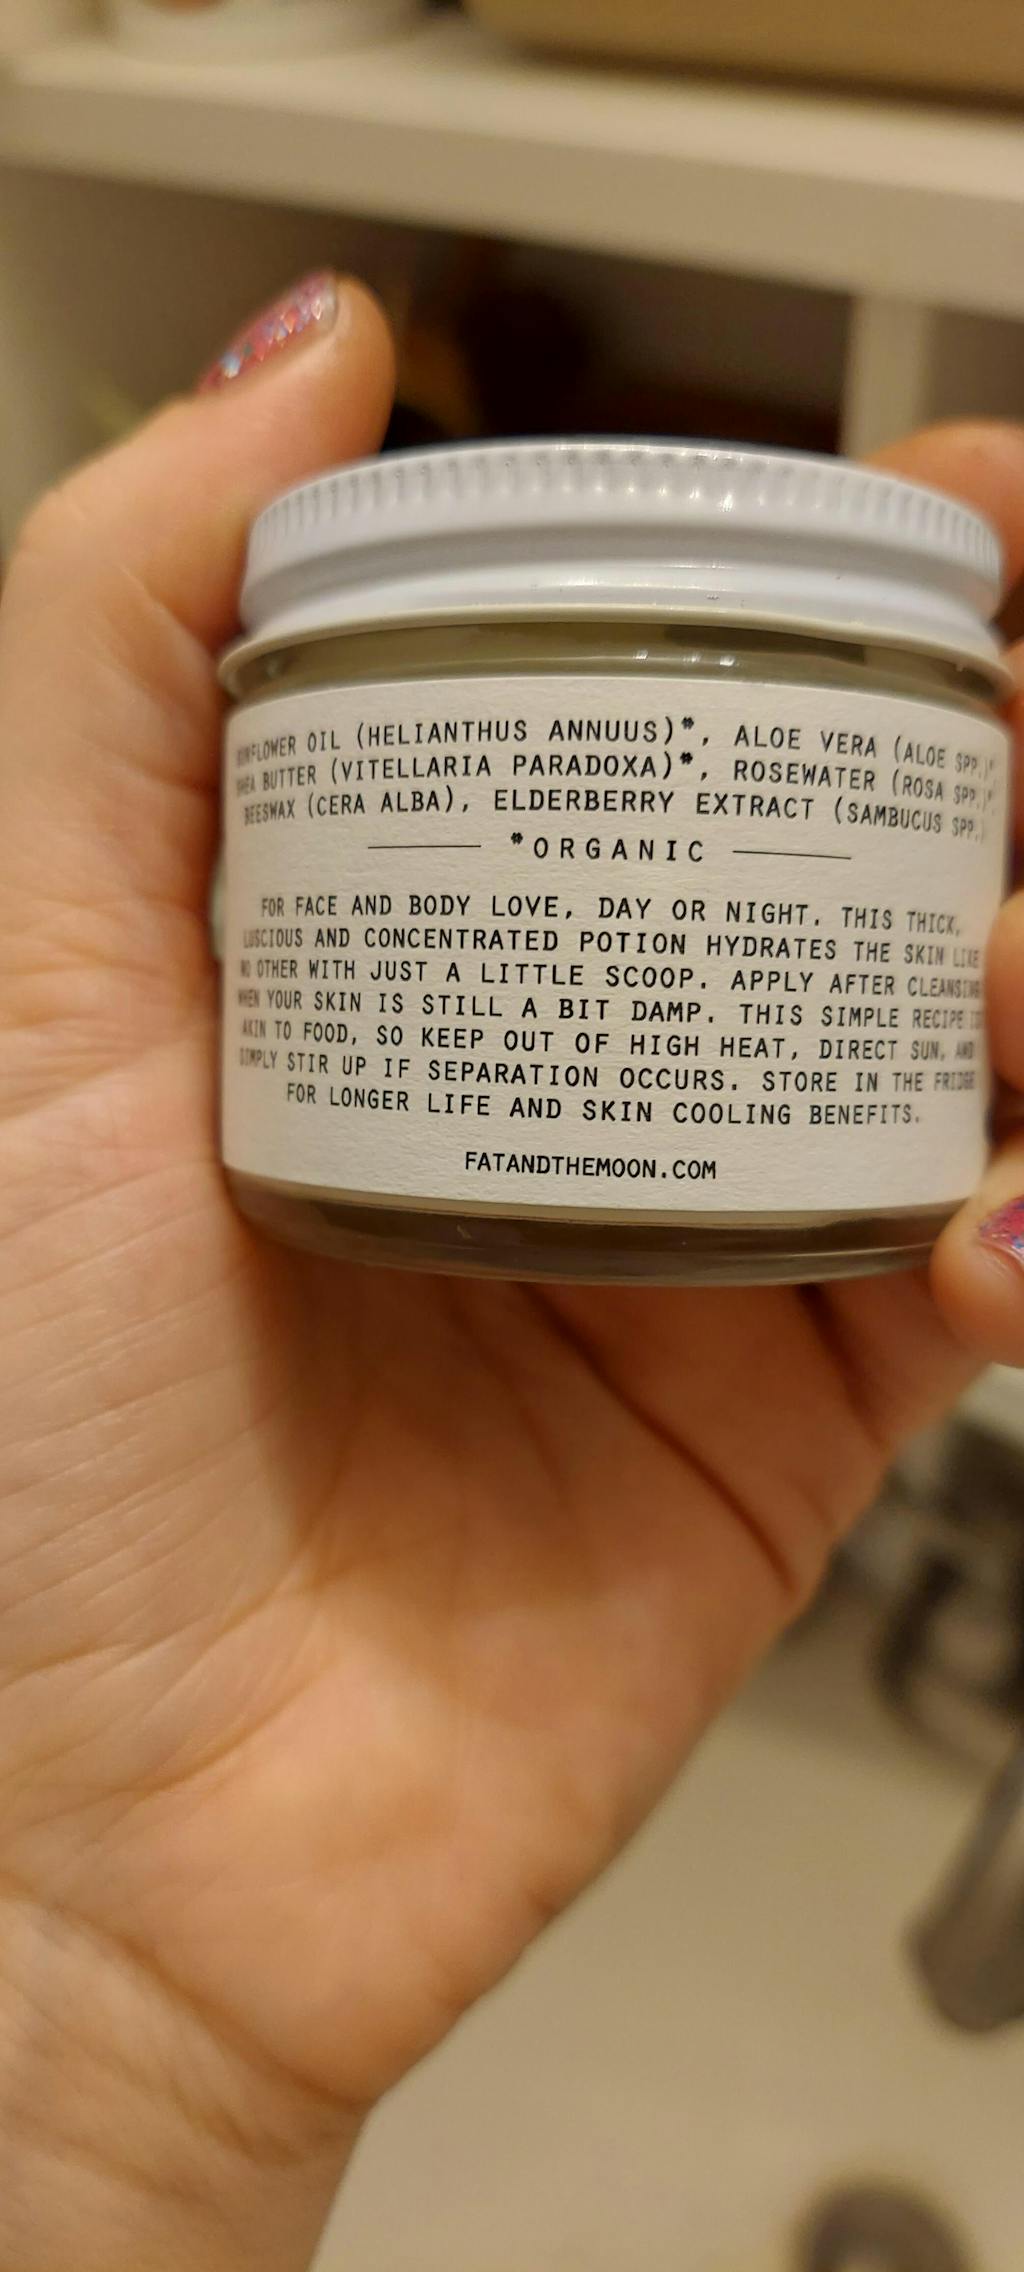 SUNFLOWER OIL (HELIANTHUS ANNUUS)*, ALOE VERA (ALOE SPP.)*
SHEA BUTTER (VITELLARIA PARADOXA)*, ROSEWATER (ROSA SPP.)*
BEESWAX (CERA ALBA), ELDERBERRY EXTRACT (SAMBUCUS SPP.)
*ORGANIC
FOR FACE AND BODY LOVE, DAY OR NIGHT. THIS THICK,
LUSCIOUS AND CONCENTRATED POTION HYDRATES THE SKIN LIKE
NO OTHER WITH JUST A LITTLE SCOOP. APPLY AFTER CLEANSING
WHEN YOUR SKIN IS STILL A BIT DAMP. THIS SIMPLE RECIPE IS
AKIN TO FOOD, SO KEEP OUT OF HIGH HEAT, DIRECT SUN, AND
SIMPLY STIR UP IF SEPARATION OCCURS. STORE IN THE FRIDGE
FOR LONGER LIFE AND SKIN COOLING BENEFITS.
FATANDTHEMOON.COM